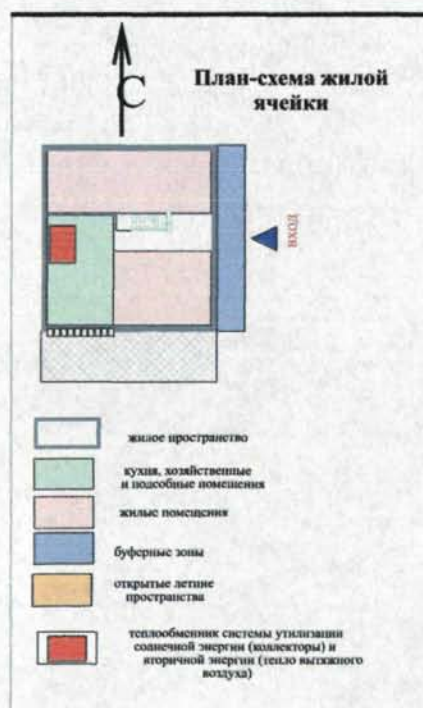 План-схема жилой
ячейки
С
вход
жилое пространство
кухня, хозяйственные
и подсобные помещения
жилые помещения
буферные зоны
открытые летние
пространства
теплообменник системы утилизации
солнечной энергии (коллекторы) и
вторичной энергии (тепло вытяжного
воздуха)